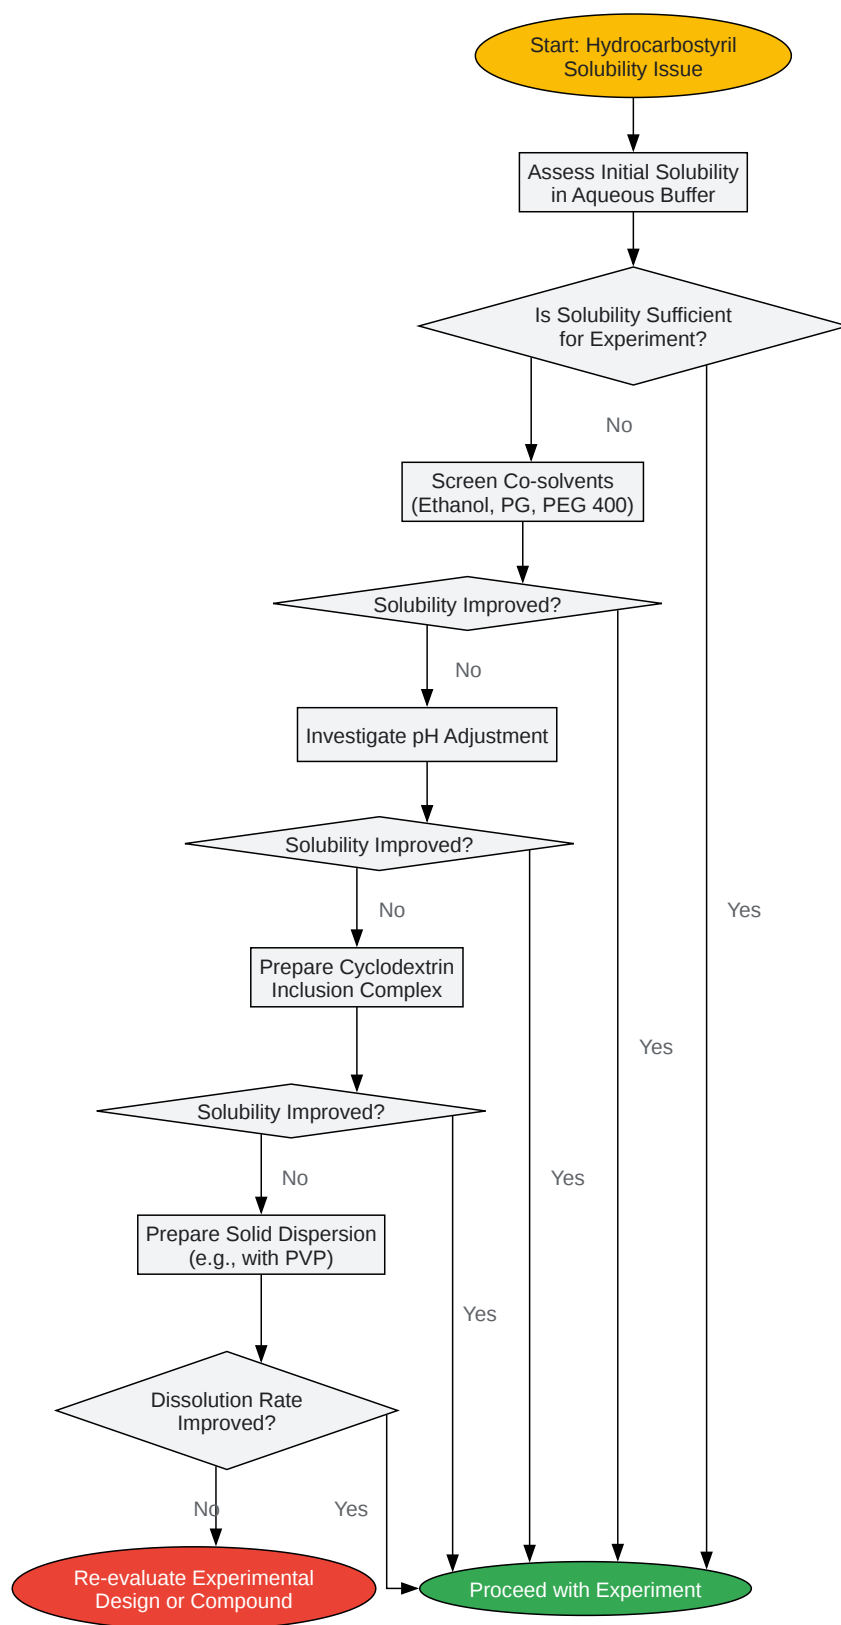 Start: Hydrocarbostyril
Solubility Issue
Assess Initial Solubility
in Aqueous Buffer
Is Solubility Sufficient
for Experiment?
No
Screen Co-solvents
(Ethanol, PG, PEG 400)
Solubility Improved?
No
Investigate pH Adjustment
Solubility Improved?
No
Yes
Prepare Cyclodextrin
Inclusion Complex
Yes
Solubility Improved?
No
Yes
Prepare Solid Dispersion
(e.g., with PVP)
Yes
Dissolution Rate
Improved?
No
Yes
Re-evaluate Experimental
Design or Compound
Proceed with Experiment